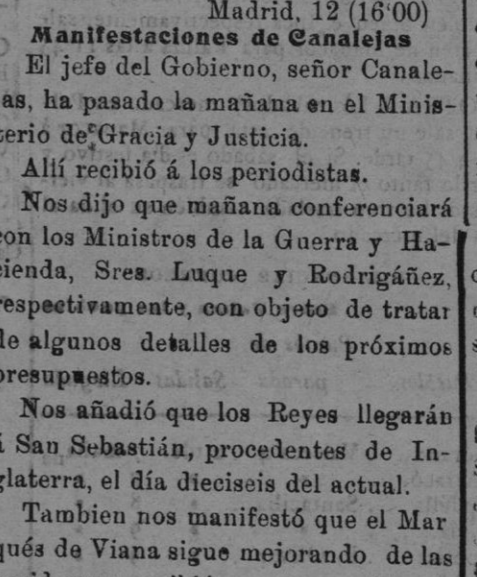 Madrid, 12 (16'00)
Manifestaciones de Canalejas
El jefe del Gobierno, señor Canale-
as, ha pasado la mañana en el Minis-
terio de Gracia y Justicia.
Allí recibió á los periodistas.
Nos dijo que mañana conferenciará
con los Ministros de la Guerra y Ha-
cienda, Sres. Luque y Rodrigáñez,
respectivamente, con objeto de tratar
de algunos detalles de los próximos
presupuestos.
Nos añadió que los Reyes llegarán
á San Sebastián, procedentes de In-
glaterra, el día dieciseis del actual.
Tambien nos manifestó que el Mar
qués de Viana sigue mejorando de las